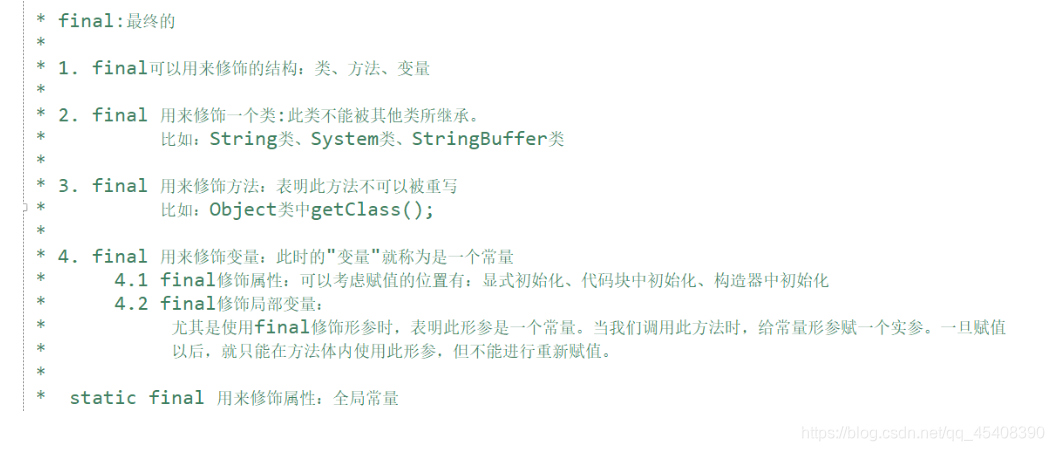 * final:最终的
*
* 1. final可以用来修饰的结构：类、方法、变量
*
* 2. final 用来修饰一个类:此类不能被其他类所继承。
* 比如：String类、System类、StringBuffer类
*
* 3. final 用来修饰方法：表明此方法不可以被重写
* 比如：Object类中getClass();
*
* 4. final 用来修饰变量：此时的"变量"就称为是一个常量
* 4.1 final修饰属性：可以考虑赋值的位置有：显式初始化、代码块中初始化、构造器中初始化
* 4.2 final修饰局部变量：
* 尤其是使用final修饰形参时，表明此形参是一个常量。当我们调用此方法时，给常量形参赋一个实参。一旦赋值
* 以后，就只能在方法体内使用此形参，但不能进行重新赋值。
*
* static final 用来修饰属性：全局常量
https://blog.csdn.net/qq_45408390